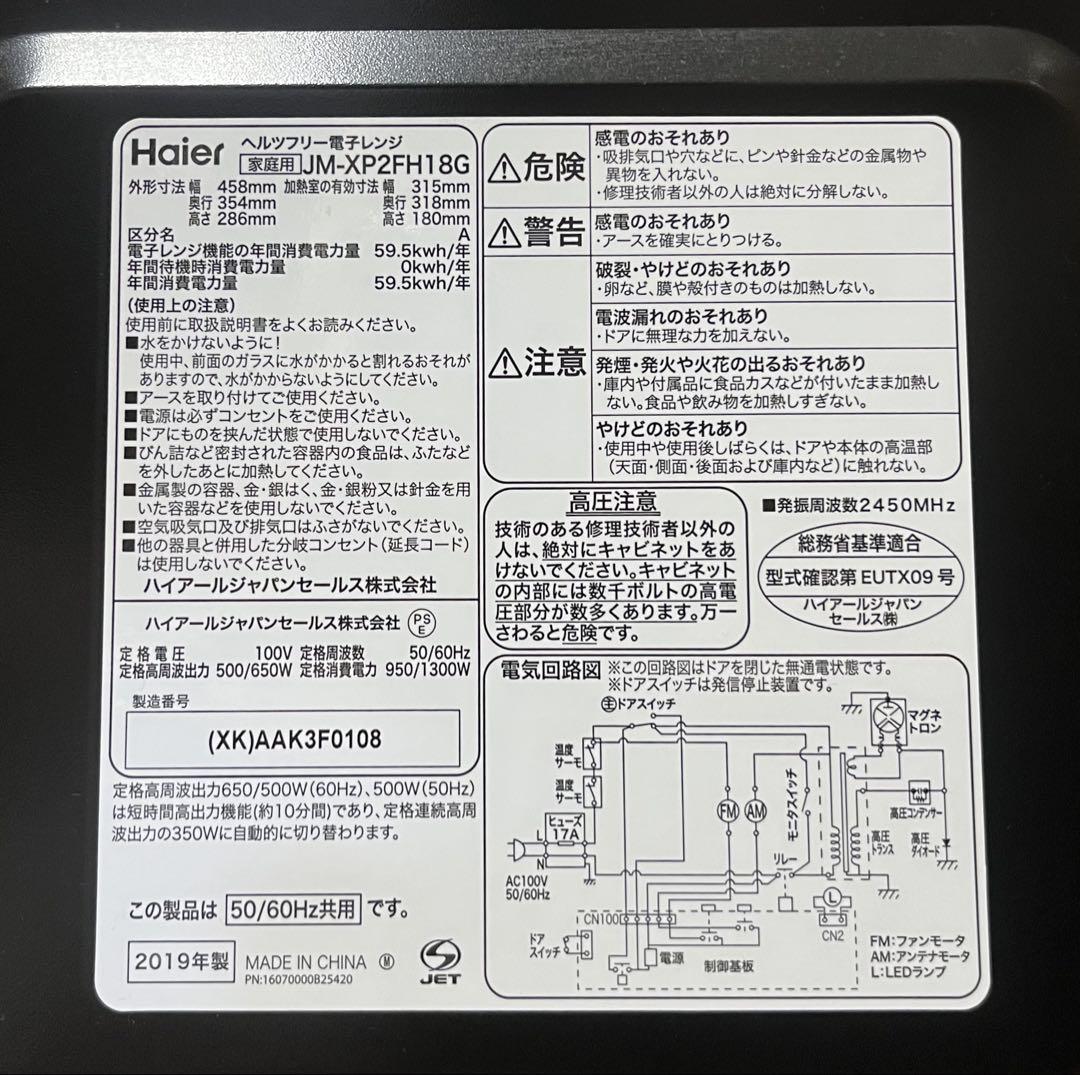 Haier
ヘルツフリー電子レンジ
家庭用 JM-XP2FH18G
外形寸法 幅 458mm 加熱室の有効寸法 幅 315mm
奥行 354mm 奥行 318mm
高さ 286mm 高さ 180mm
区分名 A
電子レンジ機能の年間消費電力量 59.5kwh/年
年間待機時消費電力量 0kwh/年
年間消費電力量 59.5kwh/年
（使用上の注意）
使用前に取扱説明書をよくお読みください。
■水をかけないように！
使用中、前面のガラスに水がかかると割れるおそれが
ありますので、水がかからないようにしてください。
■アースを取り付けてご使用ください。
■電源は必ずコンセントをご使用ください。
■ドアにものを挟んだ状態で使用しないでください。
■びん詰など密封された容器内の食品は、ふたなど
を外したあとに加熱してください。
■金属製の容器、金・銀はく、金・銀粉又は針金を用
いた容器などを使用しないでください。
■空気吸気口及び排気口はふさがないでください。
■他の器具と併用した分岐コンセント（延長コード）
は使用しないでください。
ハイアールジャパンセールス株式会社
ハイアールジャパンセールス株式会社 PSE
定格電圧 100V 定格周波数 50/60Hz
定格高周波出力 500/650W 定格消費電力 950/1300W
製造番号
(XK)AAK3F0108
定格高周波出力650/500W(60Hz)、500W(50Hz)
は短時間高出力機能(約10分間)であり、定格連続高周
波出力の350Wに自動的に切り替わります。
この製品は 50/60Hz共用 です。
2019年製 MADE IN CHINA Ⓜ
PN:16070000B25420
JET
危険
感電のおそれあり
・吸排気口や穴などに、ピンや針金などの金属物や
異物を入れない。
・修理技術者以外の人は絶対に分解しない。
警告
感電のおそれあり
・アースを確実にとりつける。
注意
破裂・やけどのおそれあり
・卵など、膜や殻付きのものは加熱しない。
電波漏れのおそれあり
・ドアに無理な力を加えない。
発煙・発火や火花の出るおそれあり
・庫内や付属品に食品カスなどが付いたまま加熱し
ない。食品や飲み物を加熱しすぎない。
やけどのおそれあり
・使用中や使用後しばらくは、ドアや本体の高温部
（天面・側面・後面および庫内など）に触れない。
高圧注意
技術のある修理技術者以外の
人は、絶対にキャビネットをあ
けないでください。キャビネット
の内部には数千ボルトの高電
圧部分が数多くあります。万一
さわると危険です。
■発振周波数2450MHz
総務省基準適合
型式確認第 EUTX09 号
ハイアールジャパン
セールス㈱
電気回路図 ※この回路図はドアを閉じた無通電状態です。
※ドアスイッチは発信停止装置です。
主 ドアスイッチ
マグネ
トロン
温度
サーモ
温度
サーモ
モニタスイッチ
FM
AM
高圧コンデンサー
ヒューズ
17A
L
N
高圧
トランス
高圧
ダイオード
リレー
AC100V
50/60Hz
L
CN100
CN2
ドア
スイッチ
電源
制御基板
FM:ファンモータ
AM:アンテナモータ
L:LEDランプ